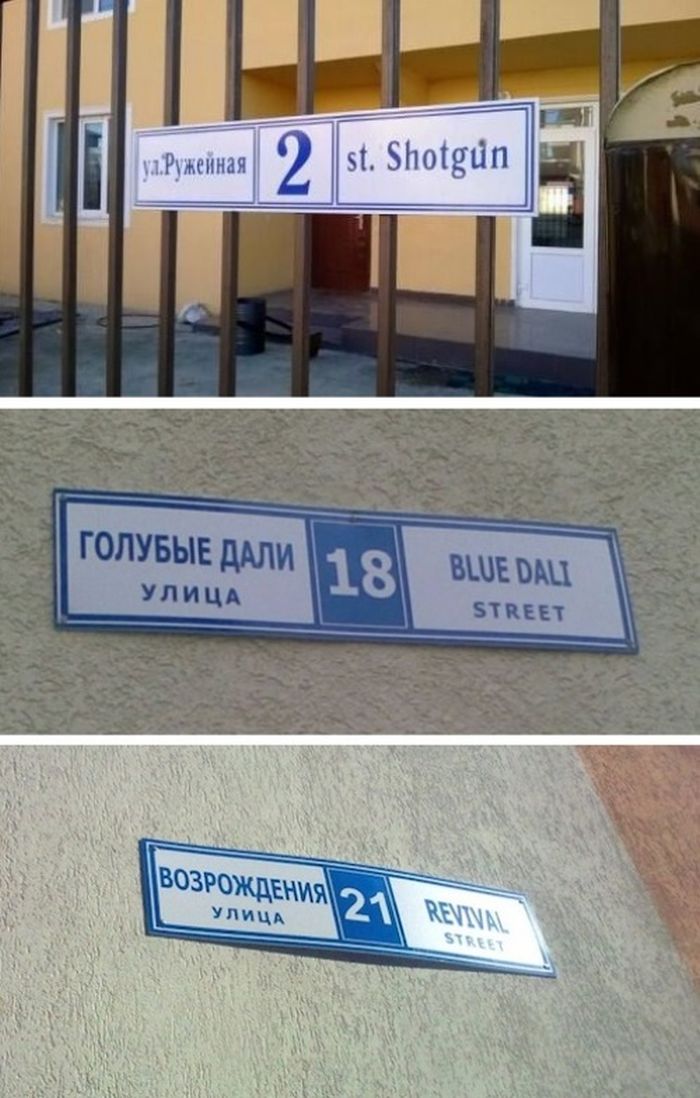 ул.Ружейная 2 st. Shotgun
ГОЛУБЫЕ ДАЛИ
УЛИЦА
18
BLUE DALI
STREET
ВОЗРОЖДЕНИЯ
УЛИЦА
21
REVIVAL
STREET